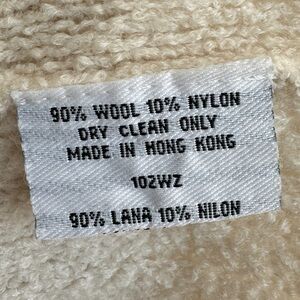 90% WOOL 10% NYLON
DRY CLEAN ONLY
MADE IN HONG KONG
102WZ
90% LANA 10% NILON